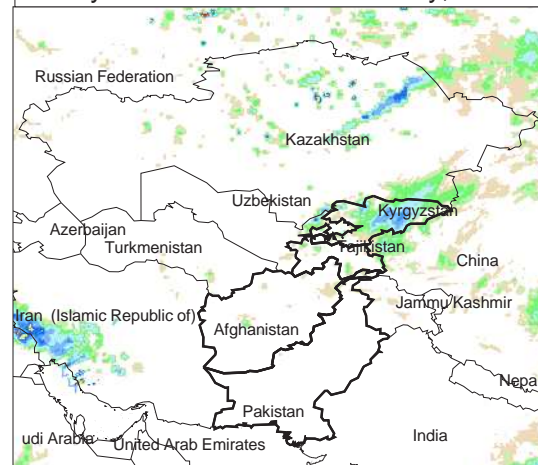 Russian Federation
Kazakhstan
Uzbekistan
Kyrgyzstan
Azerbaijan
Turkmenistan
Tajikistan
China
Jammu Kashmir
Iran (Islamic Republic of)
Afghanistan
Nepa
Pakistan
udi Arabia
United Arab Emirates
India